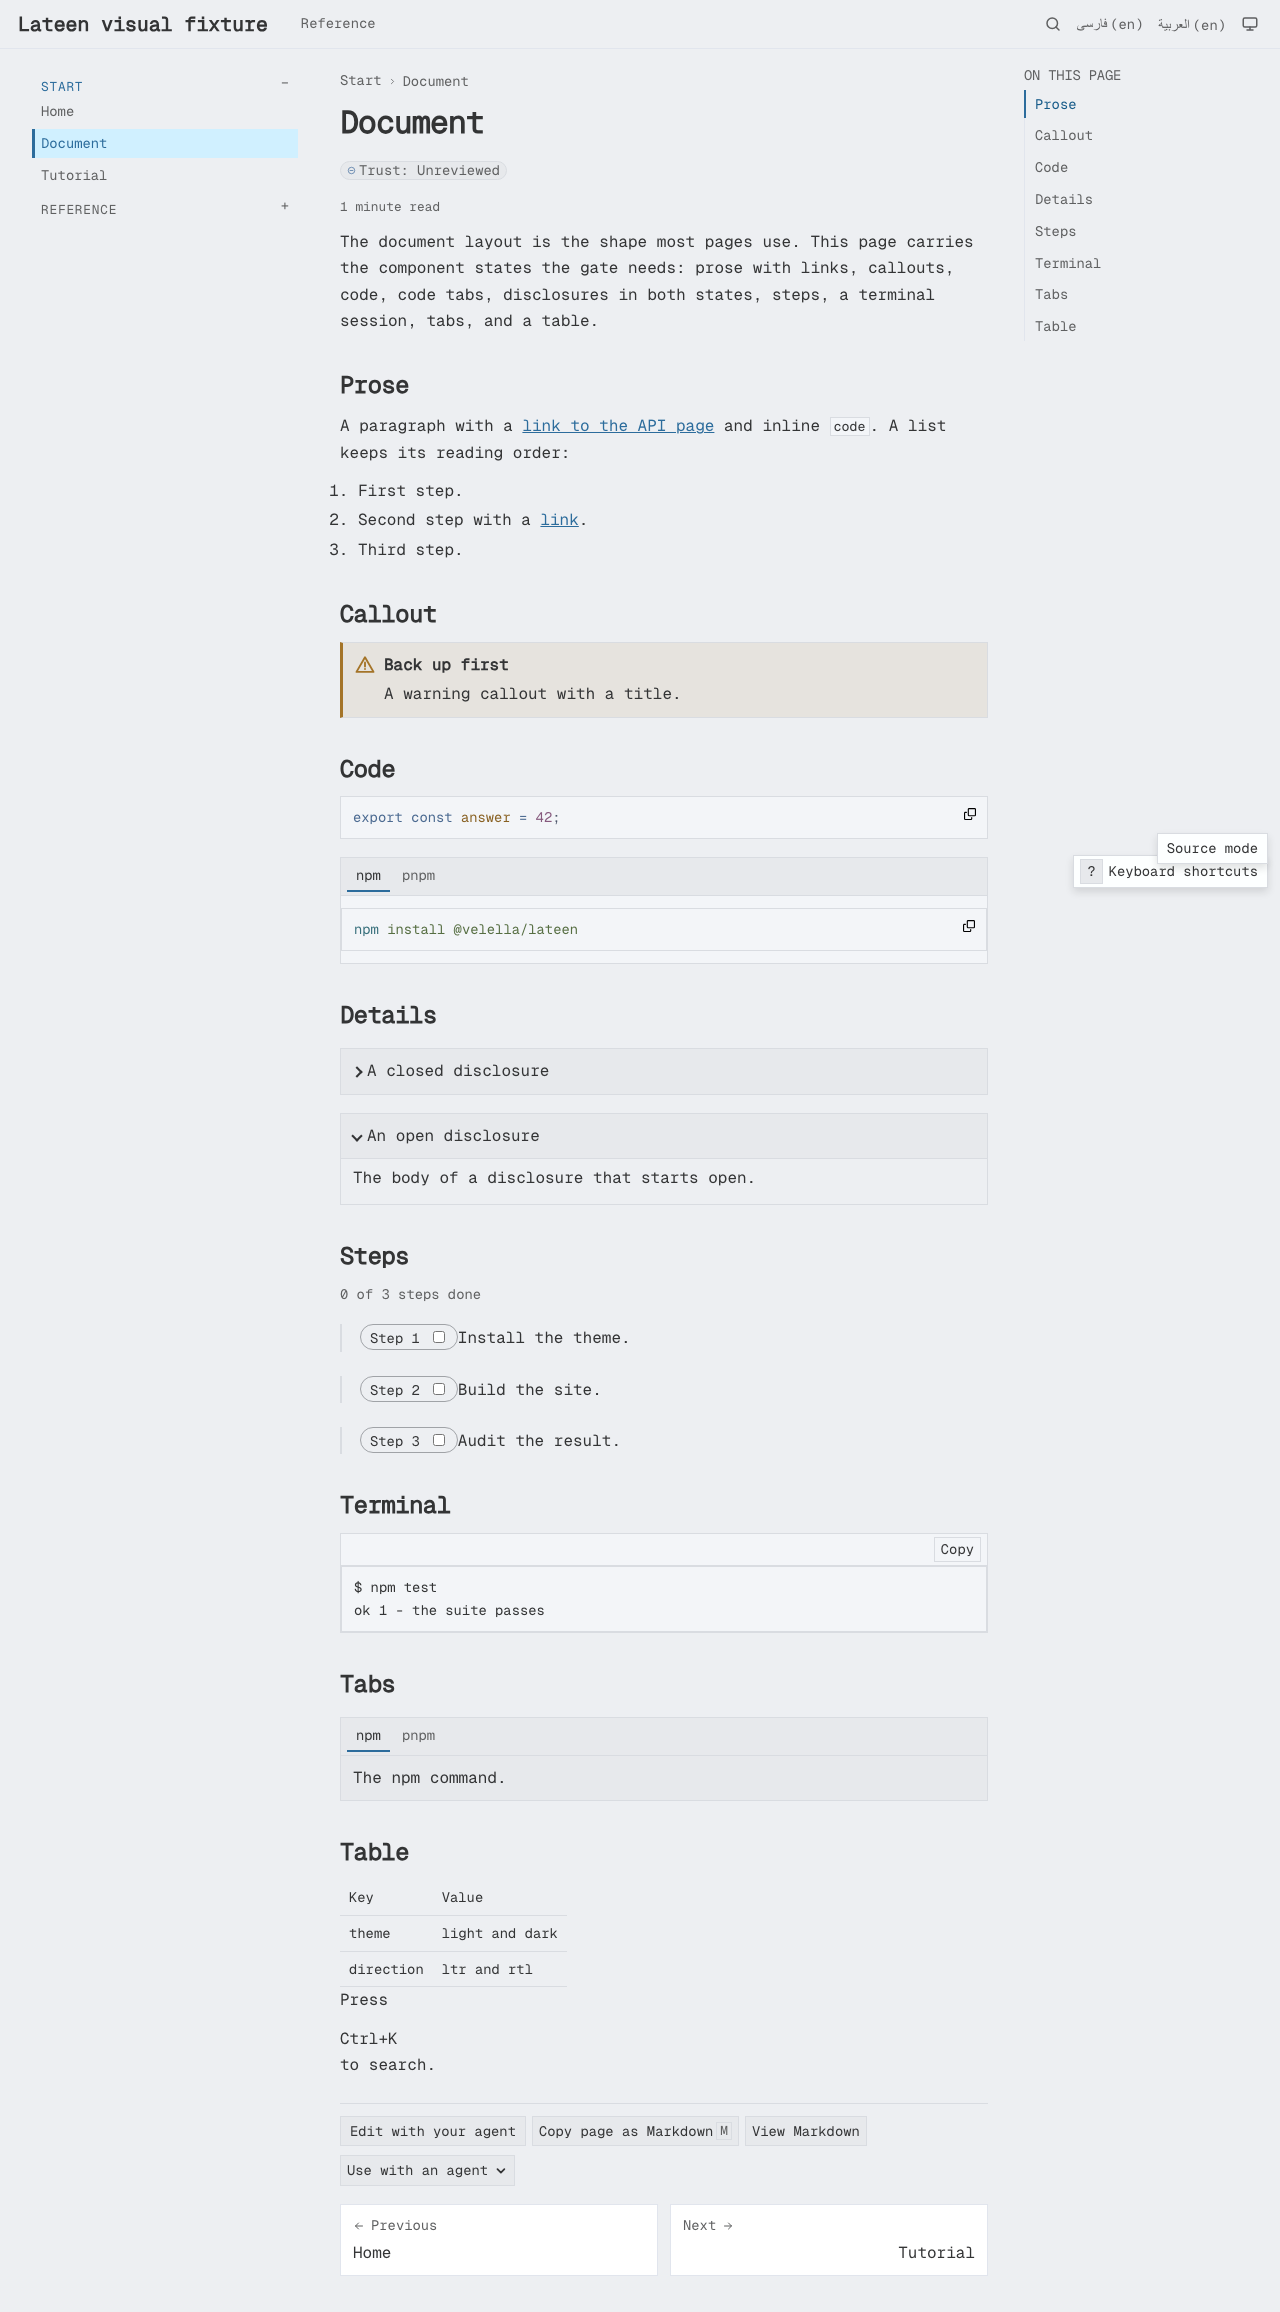 Lateen visual fixture
Reference
فارسی (en)
العربية (en)
START
−
Home
Document
Tutorial
REFERENCE
+
Start › Document
Document
Trust: Unreviewed
1 minute read
The document layout is the shape most pages use. This page carries
the component states the gate needs: prose with links, callouts,
code, code tabs, disclosures in both states, steps, a terminal
session, tabs, and a table.
Prose
A paragraph with a link to the API page and inline code. A list
keeps its reading order:
1. First step.
2. Second step with a link.
3. Third step.
Callout
Back up first
A warning callout with a title.
Code
export const answer = 42;
npm pnpm
npm install @velella/lateen
Details
A closed disclosure
An open disclosure
The body of a disclosure that starts open.
Steps
0 of 3 steps done
Step 1 Install the theme.
Step 2 Build the site.
Step 3 Audit the result.
Terminal
Copy
$ npm test
ok 1 - the suite passes
Tabs
npm pnpm
The npm command.
Table
Key Value
theme light and dark
direction ltr and rtl
Press
Ctrl+K
to search.
Edit with your agent
Copy page as Markdown M
View Markdown
Use with an agent
← Previous
Home
Next →
Tutorial
ON THIS PAGE
Prose
Callout
Code
Details
Steps
Terminal
Tabs
Table
Source mode
? Keyboard shortcuts